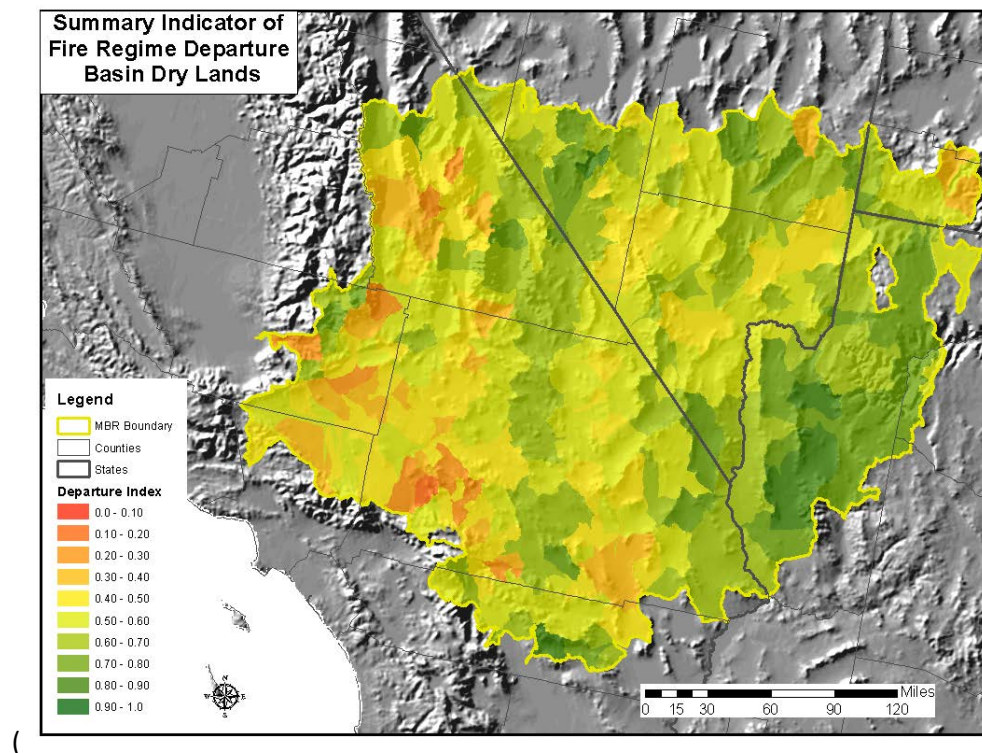 Summary Indicator of
Fire Regime Departure
Basin Dry Lands
Legend
MBR Boundary
Counties
States
Departure Index
0.0 - 0.10
0.10 - 0.20
0.20 - 0.30
0.30 - 0.40
0.40 - 0.50
0.50 - 0.60
0.60 - 0.70
0.70 - 0.80
0.80 - 0.90
0.90 - 1.0
N
W E
S
Miles
0 15 30 60 90 120
(